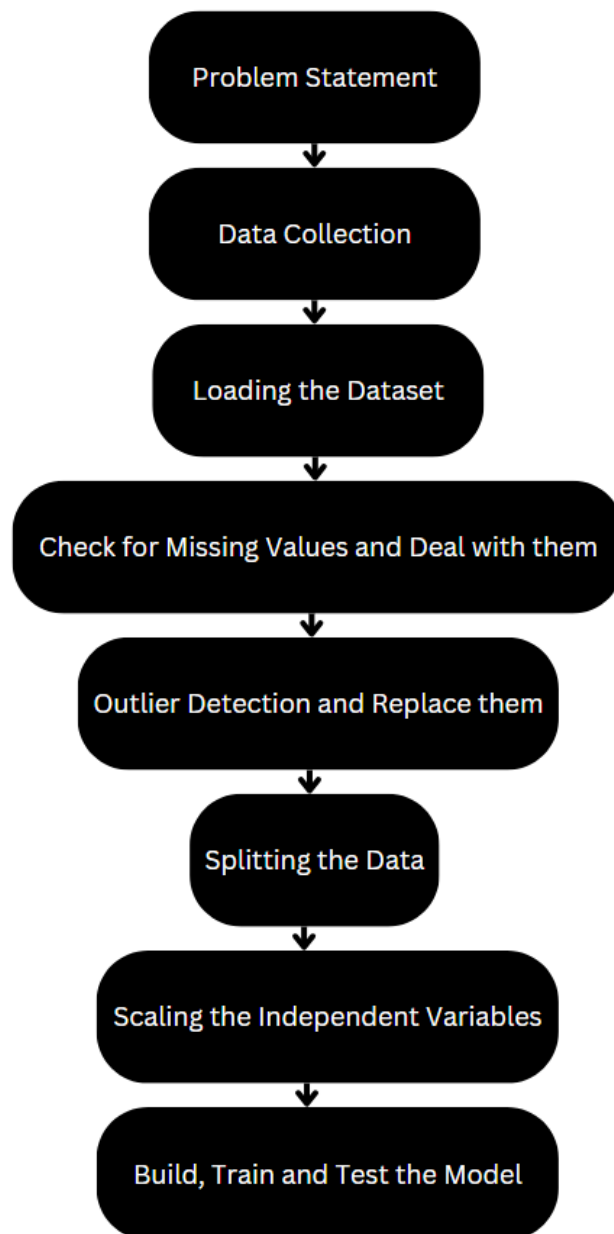 Problem Statement
Data Collection
Loading the Dataset
Check for Missing Values and Deal with them
Outlier Detection and Replace them
Splitting the Data
Scaling the Independent Variables
Build, Train and Test the Model